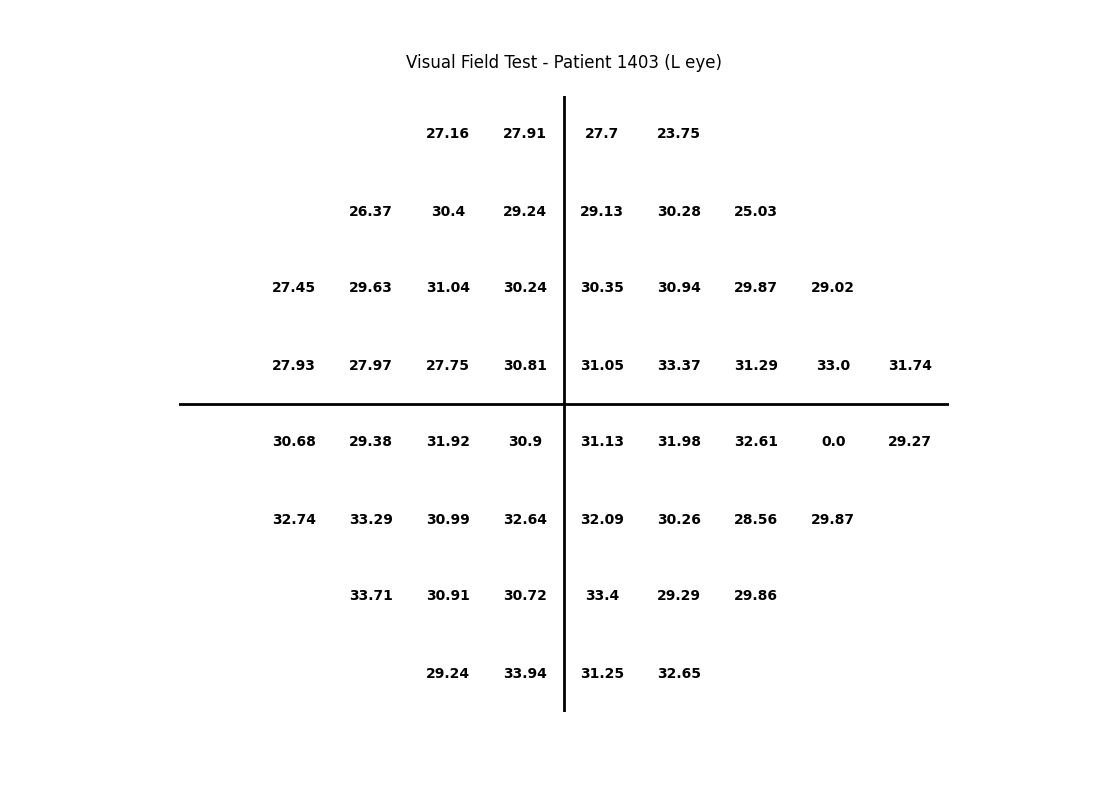 Visual Field Test - Patient 1403 (L eye)
27.16 27.91 27.7 23.75
26.37 30.4 29.24 29.13 30.28 25.03
27.45 29.63 31.04 30.24 30.35 30.94 29.87 29.02
27.93 27.97 27.75 30.81 31.05 33.37 31.29 33.0 31.74
30.68 29.38 31.92 30.9 31.13 31.98 32.61 0.0 29.27
32.74 33.29 30.99 32.64 32.09 30.26 28.56 29.87
33.71 30.91 30.72 33.4 29.29 29.86
29.24 33.94 31.25 32.65